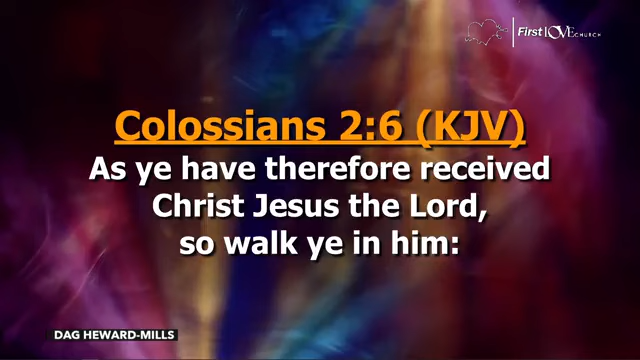 First LOVE CHURCH
Colossians 2:6 (KJV)
As ye have therefore received
Christ Jesus the Lord,
so walk ye in him:
DAG HEWARD-MILLS